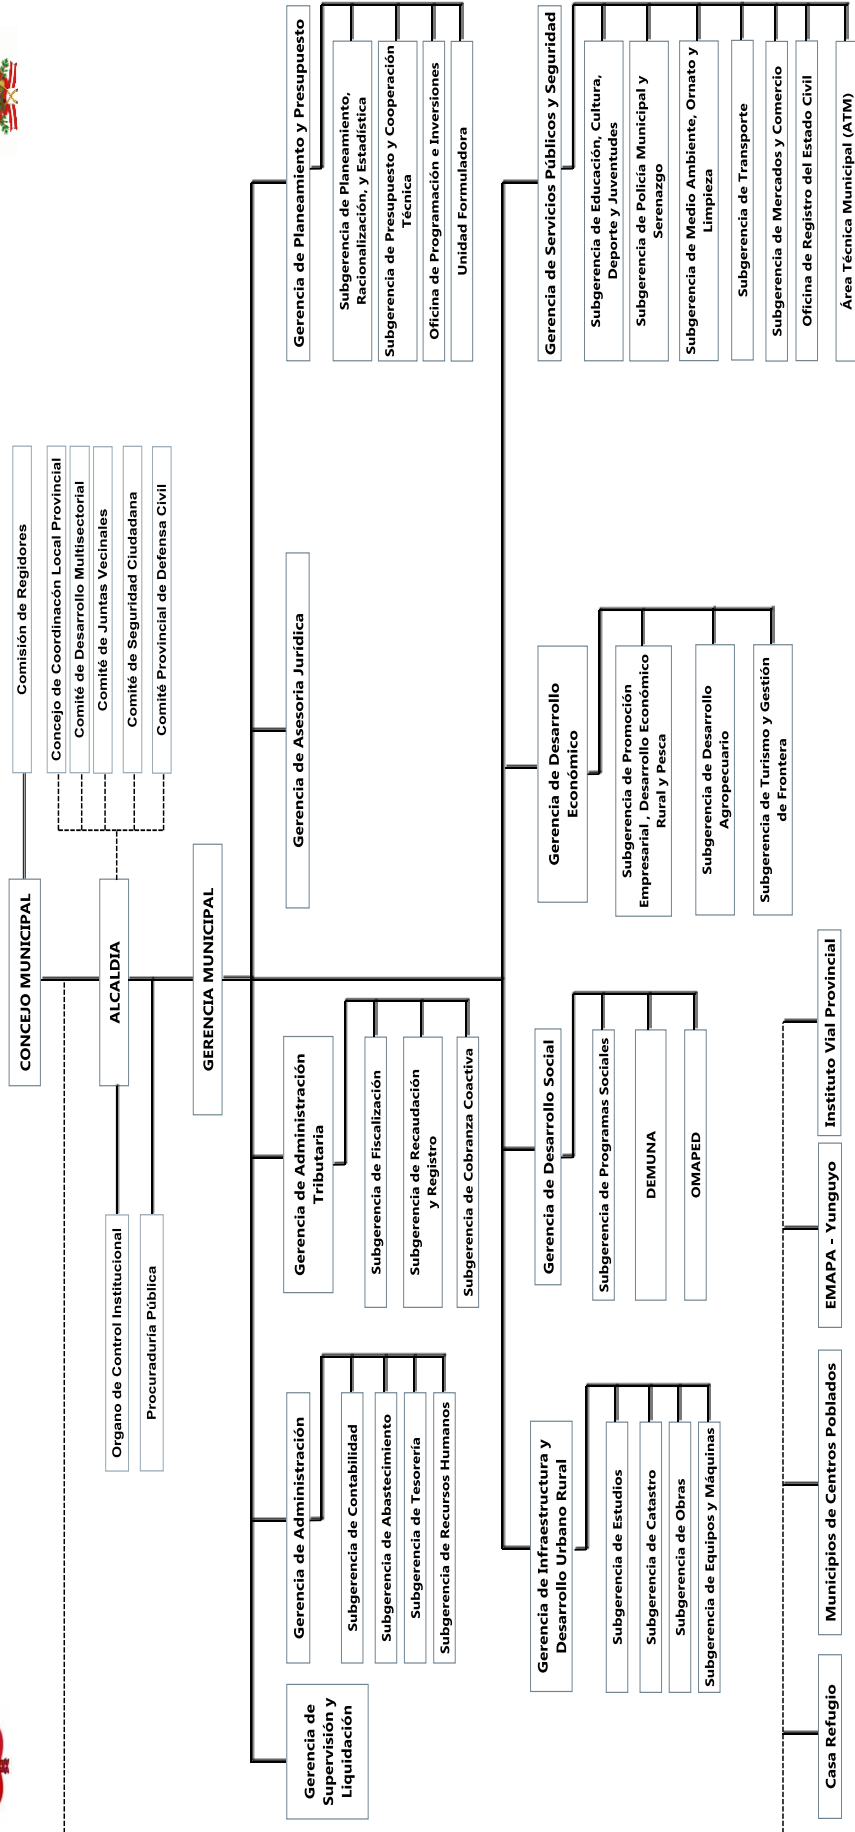 CONCEJO MUNICIPAL
Comisión de Regidores
ALCALDIA
Concejo de Coordinacón Local Provincial
Comité de Desarrollo Multisectorial
Comité de Juntas Vecinales
Comité de Seguridad Ciudadana
Comité Provincial de Defensa Civil
Organo de Control Institucional
Procuraduría Pública
GERENCIA MUNICIPAL
Gerencia de
Supervisión y
Liquidación
Gerencia de Administración
Subgerencia de Contabilidad
Subgerencia de Abastecimiento
Subgerencia de Tesorería
Subgerencia de Recursos Humanos
Gerencia de Administración
Tributaria
Subgerencia de Fiscalización
Subgerencia de Recaudación
y Registro
Subgerencia de Cobranza Coactiva
Gerencia de Asesoria Jurídica
Gerencia de Planeamiento y Presupuesto
Subgerencia de Planeamiento,
Racionalización, y Estadística
Subgerencia de Presupuesto y Cooperación
Técnica
Oficina de Programación e Inversiones
Unidad Formuladora
Gerencia de Infraestructura y
Desarrollo Urbano Rural
Subgerencia de Estudios
Subgerencia de Catastro
Subgerencia de Obras
Subgerencia de Equipos y Máquinas
Gerencia de Desarrollo Social
Subgerencia de Programas Sociales
DEMUNA
OMAPED
Gerencia de Desarrollo
Económico
Subgerencia de Promoción
Empresarial , Desarrollo Económico
Rural y Pesca
Subgerencia de Desarrollo
Agropecuario
Subgerencia de Turismo y Gestión
de Frontera
Gerencia de Servicios Públicos y Seguridad
Subgerencia de Educación, Cultura,
Deporte y Juventudes
Subgerencia de Policía Municipal y
Serenazgo
Subgerencia de Medio Ambiente, Ornato y
Limpieza
Subgerencia de Transporte
Subgerencia de Mercados y Comercio
Oficina de Registro del Estado Civil
Área Técnica Municipal (ATM)
Casa Refugio
Municipios de Centros Poblados
EMAPA - Yunguyo
Instituto Vial Provincial